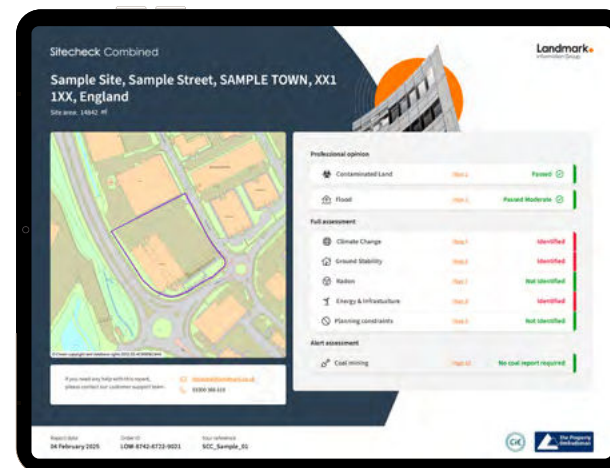 Sitecheck Combined
Landmark
Information Group
Sample Site, Sample Street, SAMPLE TOWN, XX1
1XX, England
Site area: 14842 m²
Professional opinion
Contaminated Land
Passed
Flood
Passed Moderate
Full assessment
Climate Change
Identified
Ground Stability
Identified
Radon
Not Identified
Energy & Infrastructure
Identified
Planning constraints
Not Identified
Alert assessment
Coal mining
No coal report required
If you need any help with this report,
please contact our customer support team
Report date
04 February 2025
Order ID
Your reference
SCC_Sample_01
the Property
Ombudsman